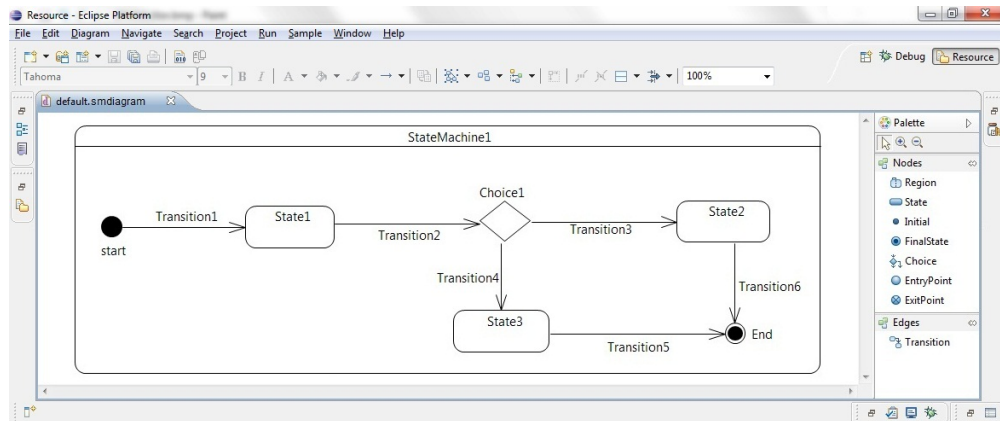 Resource - Eclipse Platform
File Edit Diagram Navigate Search Project Run Sample Window Help
Debug Resource
Tahoma 9 B I A 100%
default.smdiagram
Palette
StateMachine1
Nodes
Region
State
Initial
FinalState
Choice
EntryPoint
ExitPoint
Edges
Transition
Choice1
Transition1 State1 Transition2 Transition3 State2
start
Transition4 Transition6
State3 Transition5 End